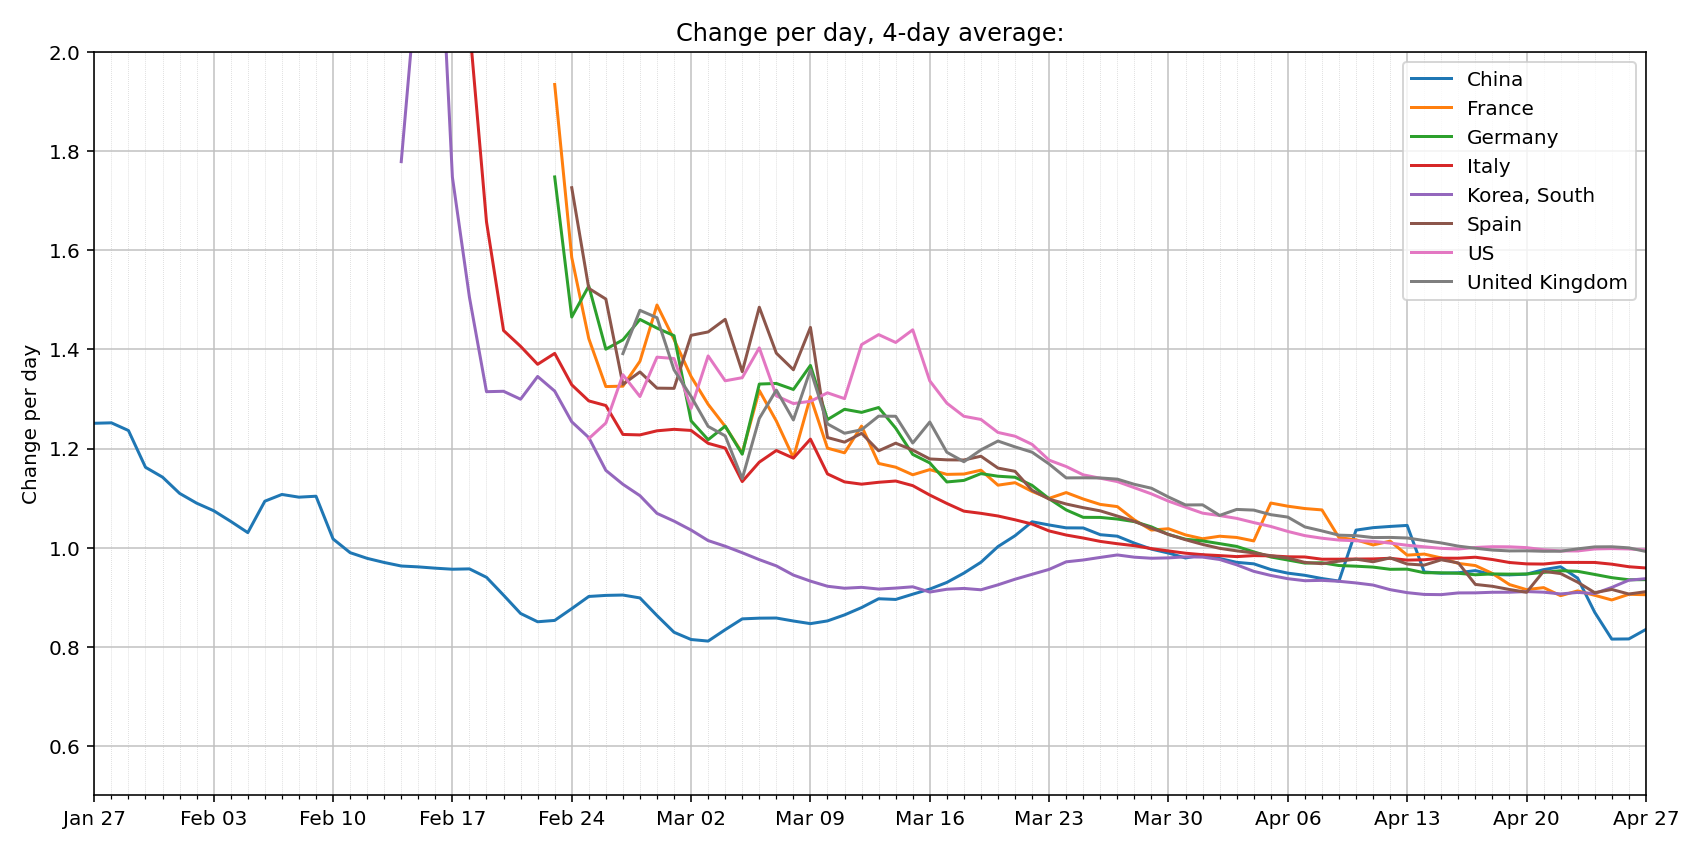 Change per day, 4-day average:
2.0
1.8
1.6
1.4
1.2
1.0
0.8
0.6
Change per day
China
France
Germany
Italy
Korea, South
Spain
US
United Kingdom
Jan 27 Feb 03 Feb 10 Feb 17 Feb 24 Mar 02 Mar 09 Mar 16 Mar 23 Mar 30 Apr 06 Apr 13 Apr 20 Apr 27